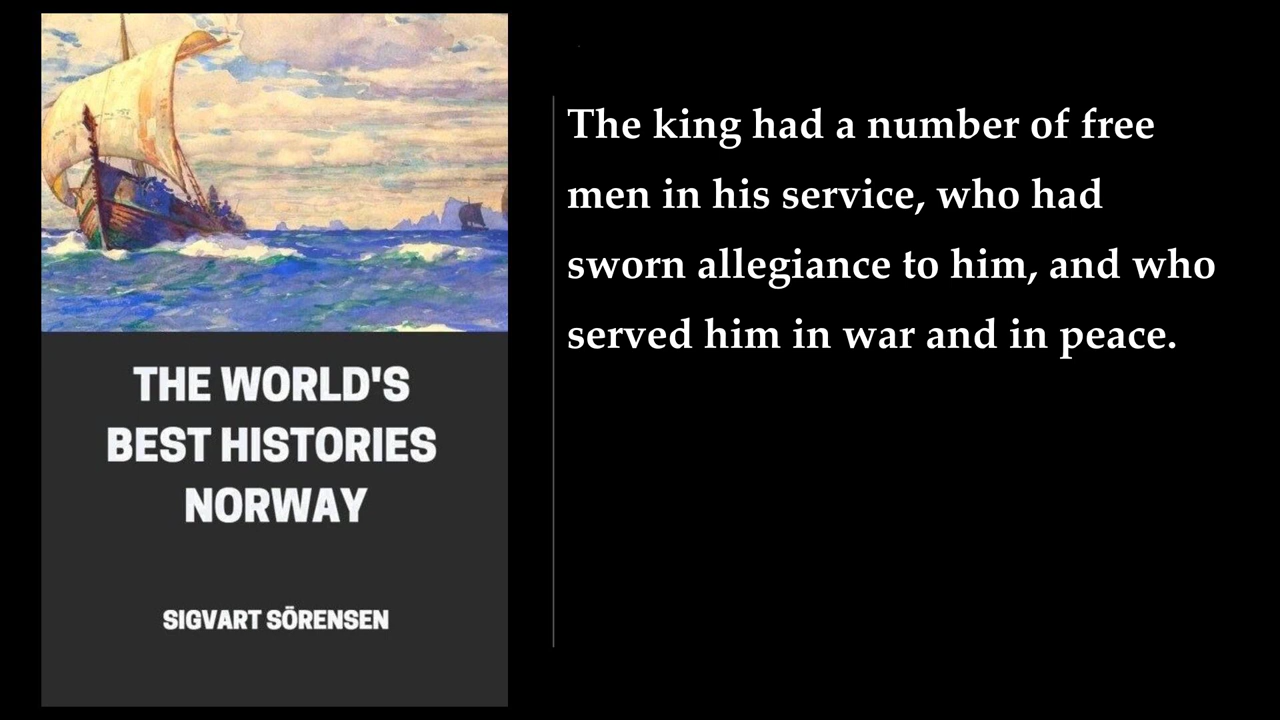 THE WORLD'S
BEST HISTORIES
NORWAY
SIGVART SÖRENSEN
The king had a number of free
men in his service, who had
sworn allegiance to him, and who
served him in war and in peace.